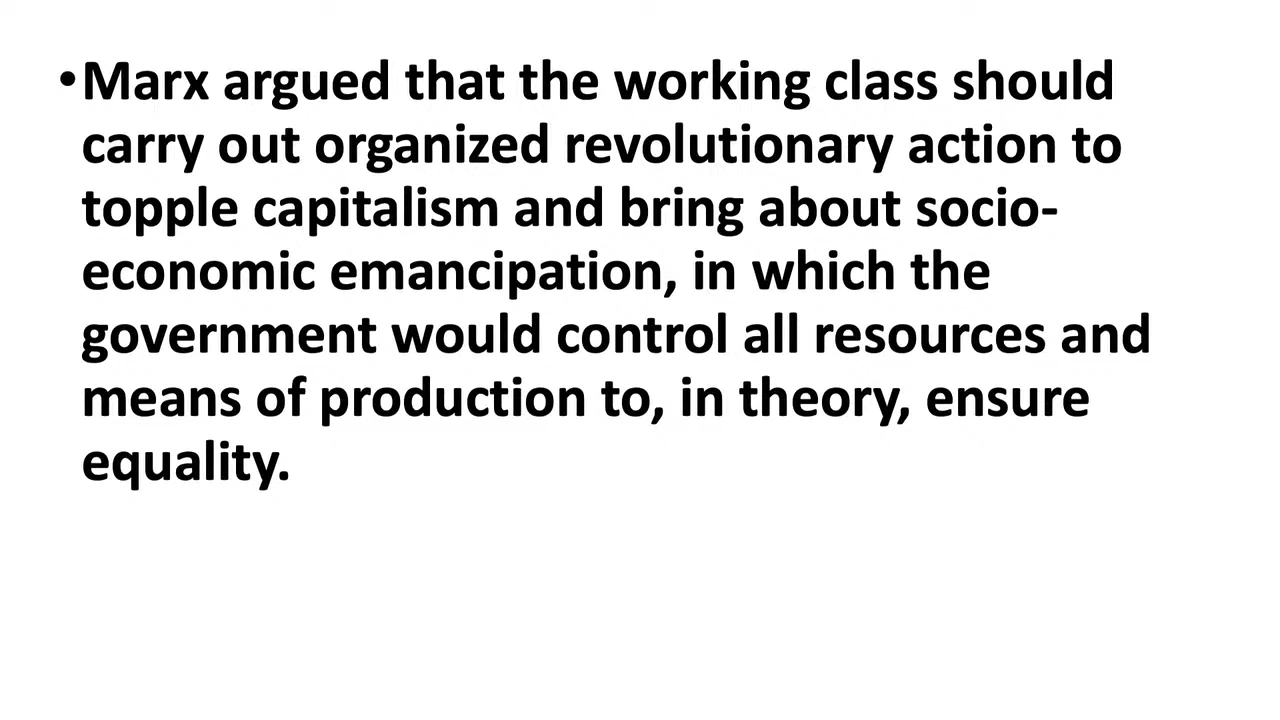 •Marx argued that the working class should
carry out organized revolutionary action to
topple capitalism and bring about socio-
economic emancipation, in which the
government would control all resources and
means of production to, in theory, ensure
equality.